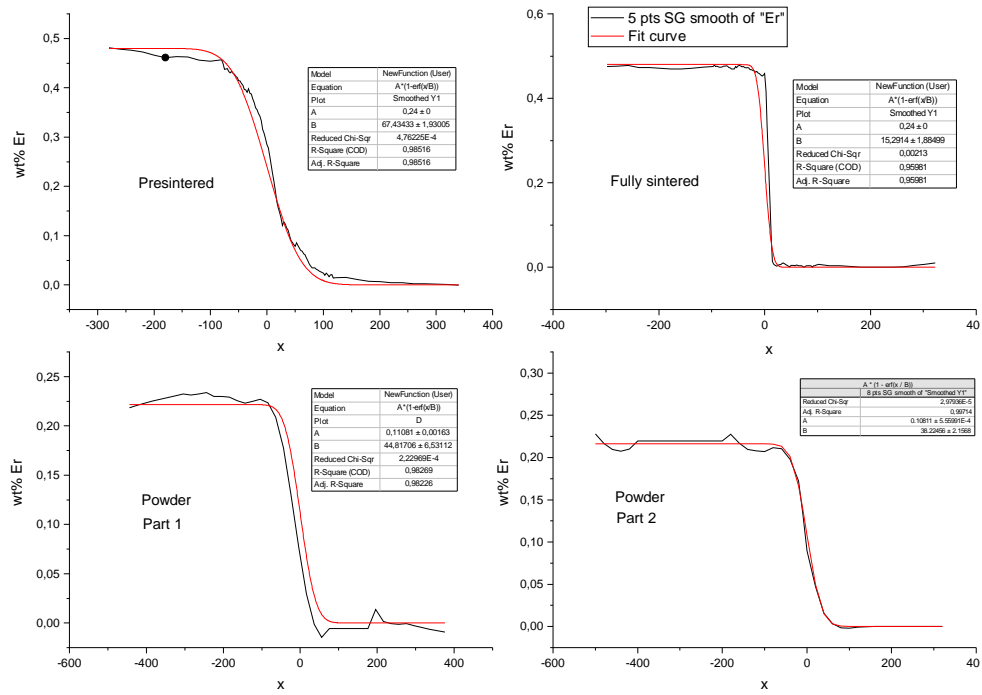 0,5
0,4
0,3
0,2
0,1
0,0
wt% Er
-300
-200
-100
0
100
200
300
400
x
Presintered
Model NewFunction (User)
Equation A*(1-erf(x/B))
Plot Smoothed Y1
A 0,24 ± 0
B 67,43433 ± 1,93005
Reduced Chi-Sqr 4,76225E-4
R-Square (COD) 0,98516
Adj. R-Square 0,98516
5 pts SG smooth of "Er"
Fit curve
0,6
0,4
0,2
0,0
wt% Er
-400
-200
0
200
40
x
Fully sintered
Model NewFunction (User)
Equation A*(1-erf(x/B))
Plot Smoothed Y1
A 0,24 ± 0
B 15,2914 ± 1,88499
Reduced Chi-Sqr 0,00213
R-Square (COD) 0,95981
Adj. R-Square 0,95981
0,25
0,20
0,15
0,10
0,05
0,00
wt% Er
-600
-400
-200
0
200
400
600
x
Powder
Part 1
Model NewFunction (User)
Equation A*(1-erf(x/B))
Plot D
A 0,11081 ± 0,00163
B 44,81706 ± 6,53112
Reduced Chi-Sqr 2,22969E-4
R-Square (COD) 0,98269
Adj. R-Square 0,98226
0,30
0,25
0,20
0,15
0,10
0,05
0,00
wt% Er
-600
-400
-200
0
200
40
x
Powder
Part 2
A * (1 - erf(x / B))
8 pts SG smooth of "Smoothed Y1"
Reduced Chi-Sqr 2,97936E-5
Adj. R-Square 0,99714
A 0.10811 ± 5.55991E-4
B 38.22456 ± 2.1568